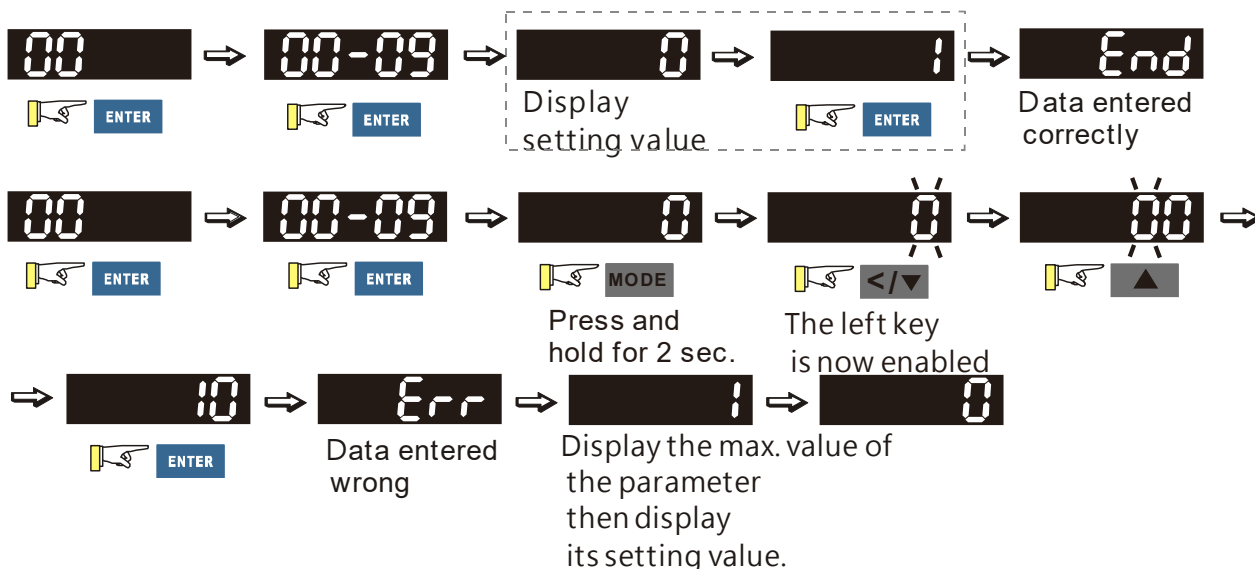 00 00-09 0 1 End
ENTER ENTER Display ENTER Data entered
setting value correctly
00 00-09 0 0 00
ENTER ENTER MODE </▼ ▲
Press and The left key
hold for 2 sec. is now enabled
10 Err 1 0
ENTER Data entered Display the max. value of
wrong the parameter
then display
its setting value.